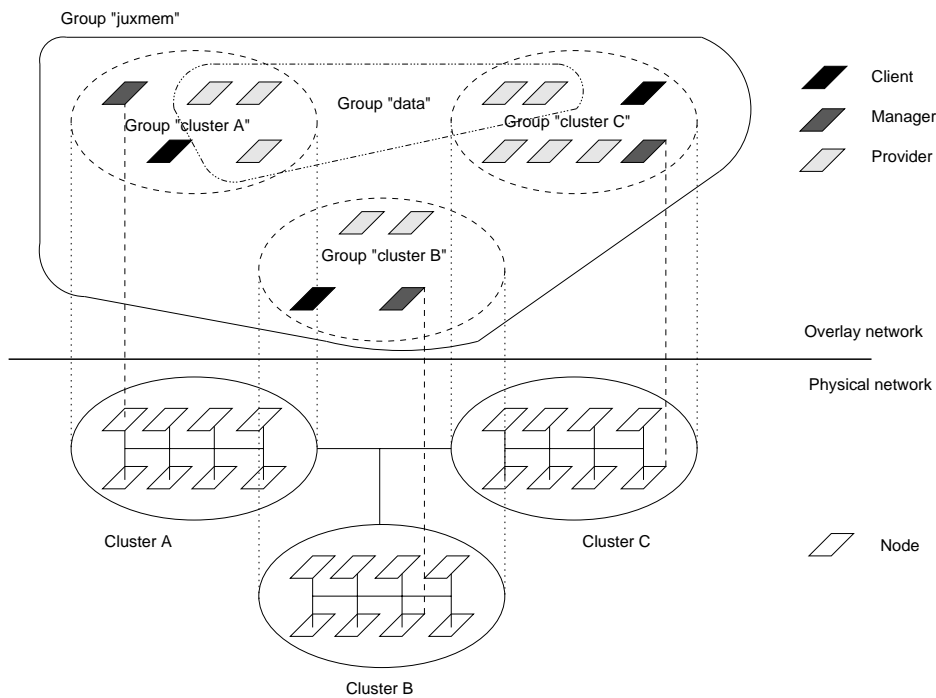 Group "juxmem"
Client
Group "data"
Group "cluster A"
Group "cluster C"
Manager
Provider
Group "cluster B"
Overlay network
Physical network
Cluster A
Cluster C
Node
Cluster B